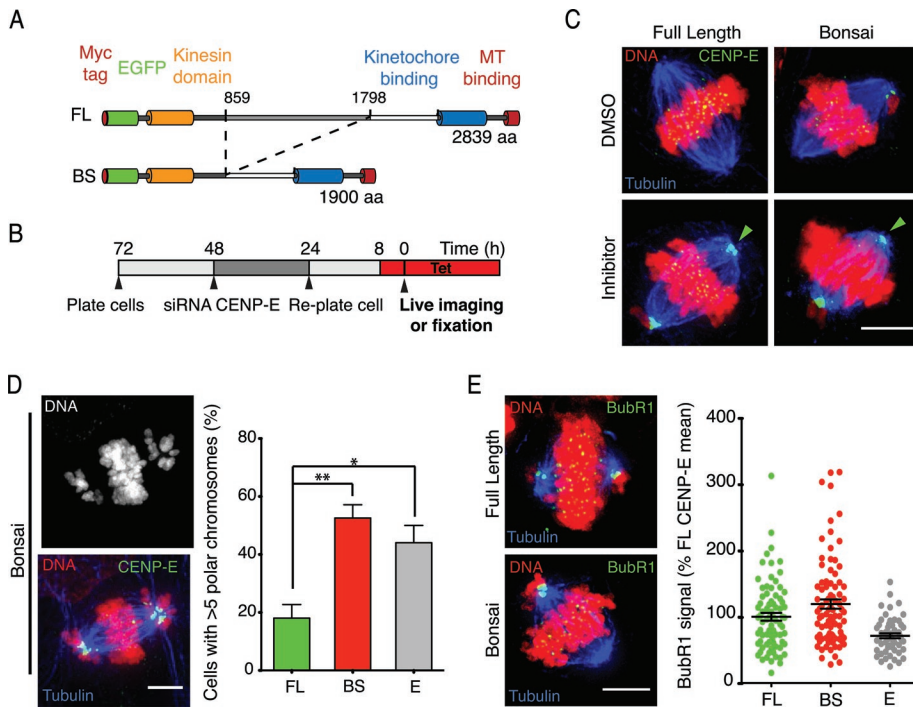 A
Myc tag
EGFP
Kinesin domain
Kinetochore binding
MT binding
859
1798
FL
2839 aa
BS
1900 aa
B
72 48 24 8 0 Time (h)
Tet
Plate cells
siRNA CENP-E
Re-plate cell
Live imaging or fixation
C
Full Length
Bonsai
DMSO
DNA
CENP-E
Tubulin
Inhibitor
D
Bonsai
DNA
DNA
CENP-E
Tubulin
Cells with >5 polar chromosomes (%)
80
60
40
20
0
*
**
FL BS E
E
Full Length
DNA
BubR1
Tubulin
Bonsai
DNA
BubR1
Tubulin
BubR1 signal (% FL CENP-E mean)
400
300
200
100
0
FL BS E